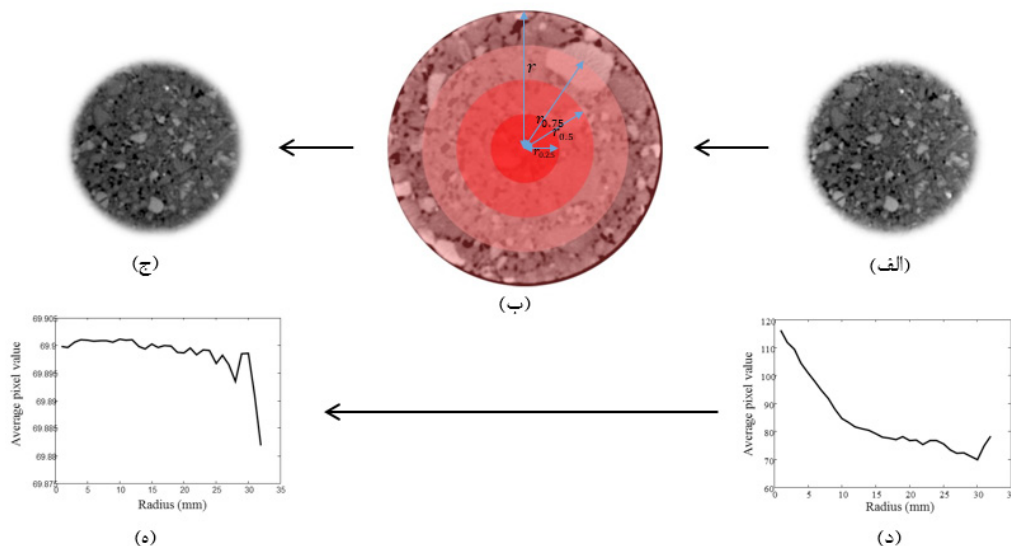 r
r0.75
r0.5
r0.25
(ج)
(ب)
(الف)
69.905
69.9
69.895
69.89
69.885
69.88
69.875
Average pixel value
0 5 10 15 20 25 30 35
Radius (mm)
(ه)
120
110
100
90
80
70
60
Average pixel value
0 5 10 15 20 25 30
Radius (mm)
(د)